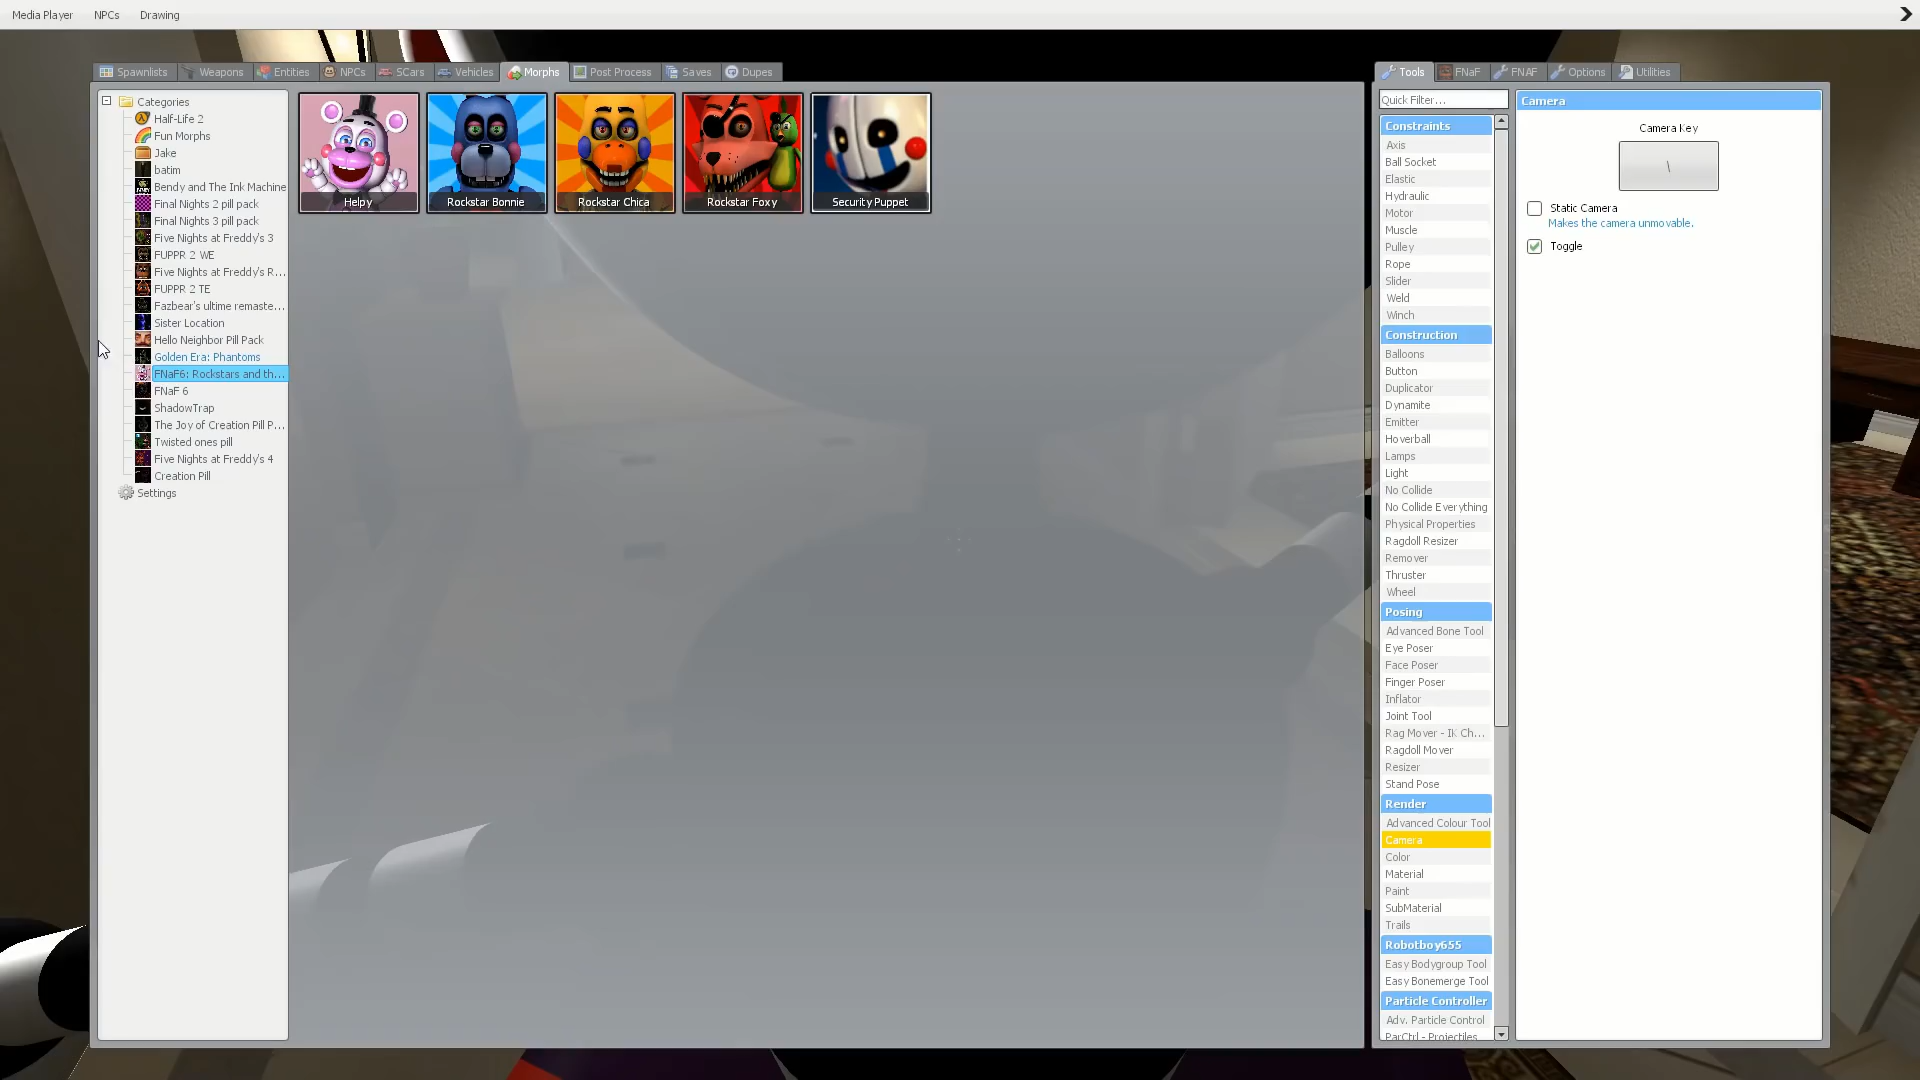 Media Player NPCs Drawing
Spawnlists Weapons Entities NPCs SCars Vehicles Morphs Post Process Saves Dupes
Categories
Half-Life 2
Fun Morphs
Jake
batim
Bendy and The Ink Machine
Final Nights 2 pill pack
Final Nights 3 pill pack
Five Nights at Freddy's 3
FUPPR 2 WE
Five Nights at Freddy's R...
FUPPR 2 TE
Fazbear's ultime remaste...
Sister Location
Hello Neighbor Pill Pack
Golden Era: Phantoms
FNaF6: Rockstars and th...
FNaF 6
ShadowTrap
The Joy of Creation Pill P...
Twisted ones pill
Five Nights at Freddy's 4
Creation Pill
Settings
Helpy Rockstar Bonnie Rockstar Chica Rockstar Foxy Security Puppet
Tools FNaF FNAF Options Utilities
Quick Filter...
Constraints
Axis
Ball Socket
Elastic
Hydraulic
Motor
Muscle
Pulley
Rope
Slider
Weld
Winch
Construction
Balloons
Button
Duplicator
Dynamite
Emitter
Hoverball
Lamps
Light
No Collide
No Collide Everything
Physical Properties
Ragdoll Resizer
Remover
Thruster
Wheel
Posing
Advanced Bone Tool
Eye Poser
Face Poser
Finger Poser
Inflator
Joint Tool
Rag Mover - Ik Ch...
Ragdoll Mover
Resizer
Stand Pose
Render
Advanced Colour Tool
Camera
Color
Material
Paint
SubMaterial
Trails
Robotboy655
Easy Bodygroup Tool
Easy Bonemerge Tool
Particle Controller
Adv. Particle Control
ParCtrl - Projectiles
Camera
Camera Key
\
Static Camera
Makes the camera unmovable.
Toggle